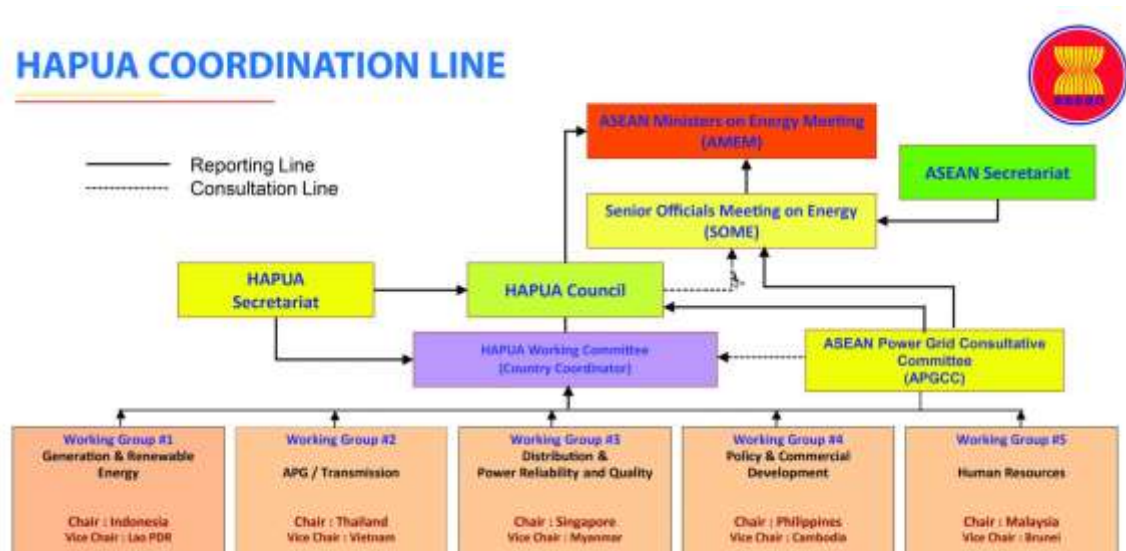 HAPUA COORDINATION LINE
asean
Reporting Line
Consultation Line
ASEAN Ministers on Energy Meeting
(AMEM)
ASEAN Secretariat
Senior Officials Meeting on Energy
(SOME)
HAPUA
Secretariat
HAPUA Council
HAPUA Working Committee
(Country Coordinator)
ASEAN Power Grid Consultative
Committee
(APGCC)
Working Group #1
Generation & Renewable
Energy
Chair : Indonesia
Vice Chair : Lao PDR
Working Group #2
APG / Transmission
Chair : Thailand
Vice Chair : Vietnam
Working Group #3
Distribution &
Power Reliability and Quality
Chair : Singapore
Vice Chair : Myanmar
Working Group #4
Policy & Commercial
Development
Chair : Philippines
Vice Chair : Cambodia
Working Group #5
Human Resources
Chair : Malaysia
Vice Chair : Brunei